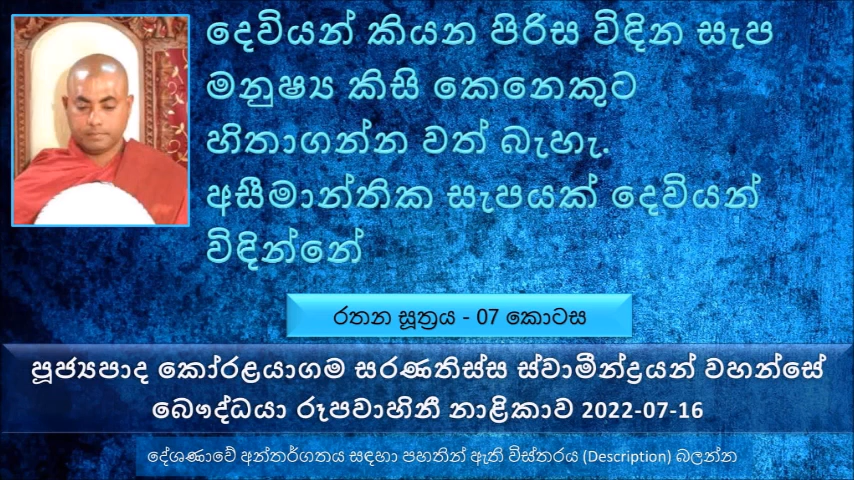 දෙවියන් කියන පිරිස විඳින සැප
මනුෂ්‍ය කිසි කෙනෙකුට
හිතාගන්න වත් බැහැ.
අසීමාන්තික සැපයක් දෙවියන්
විඳින්නේ
රතන සූත්‍රය - 07 කොටස
පූජ්‍යපාද කෝරළයාගම සරණතිස්ස ස්වාමීන්ද්‍රයන් වහන්සේ
බෞද්ධයා රූපවාහිනී නාළිකාව 2022-07-16
දේශණාවේ අන්තර්ගතය සඳහා පහතින් ඇති විස්තරය (Description) බලන්න